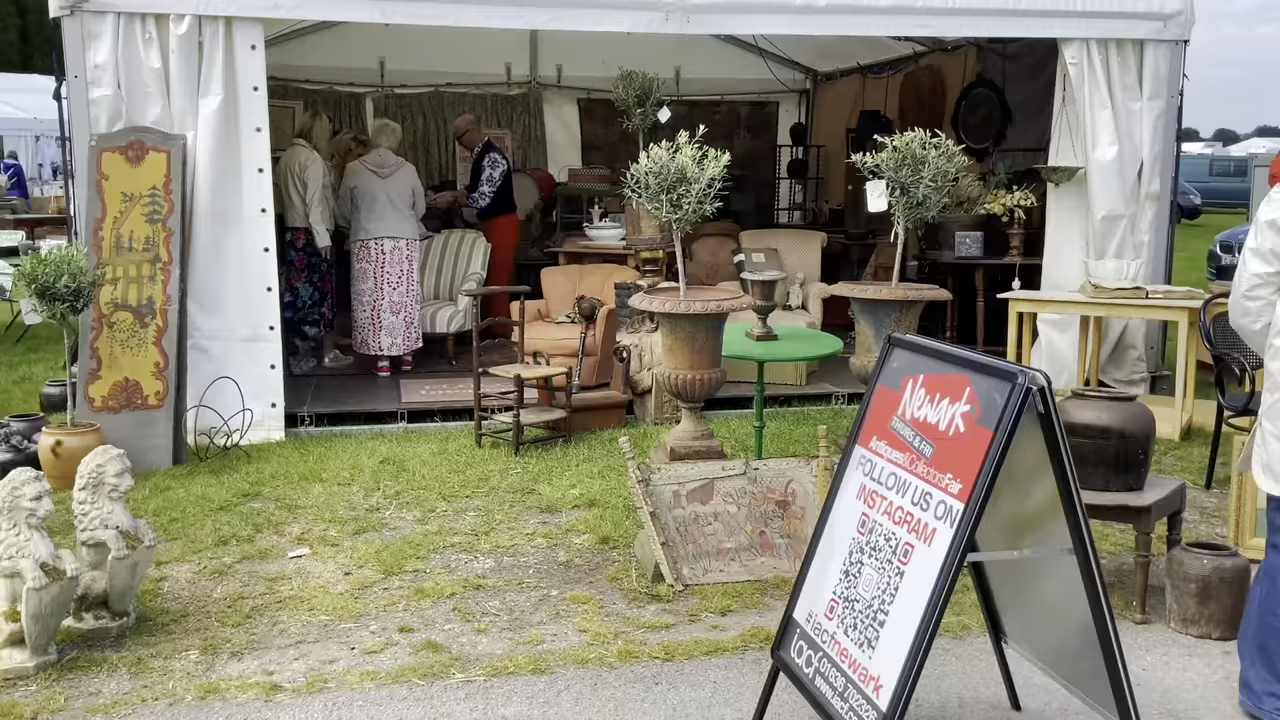 Newark
THURS & FRI
Antiques&CollectorsFair
FOLLOW US ON
INSTAGRAM
#iacfnewark
iacf 01636 702326
www.iacf.co